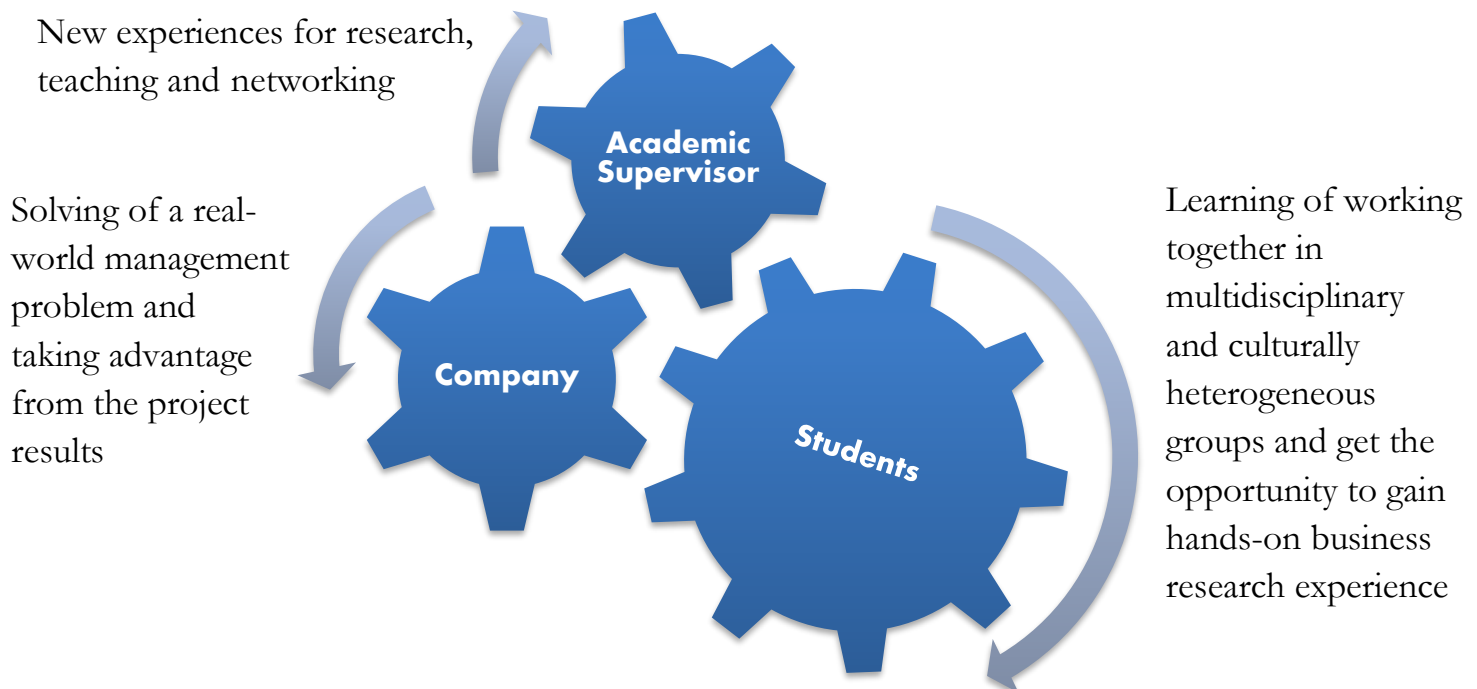 New experiences for research,
teaching and networking
Academic
Supervisor
Solving of a real-
world management
problem and
taking advantage
from the project
results
Company
Students
Learning of working
together in
multidisciplinary
and culturally
heterogeneous
groups and get the
opportunity to gain
hands-on business
research experience